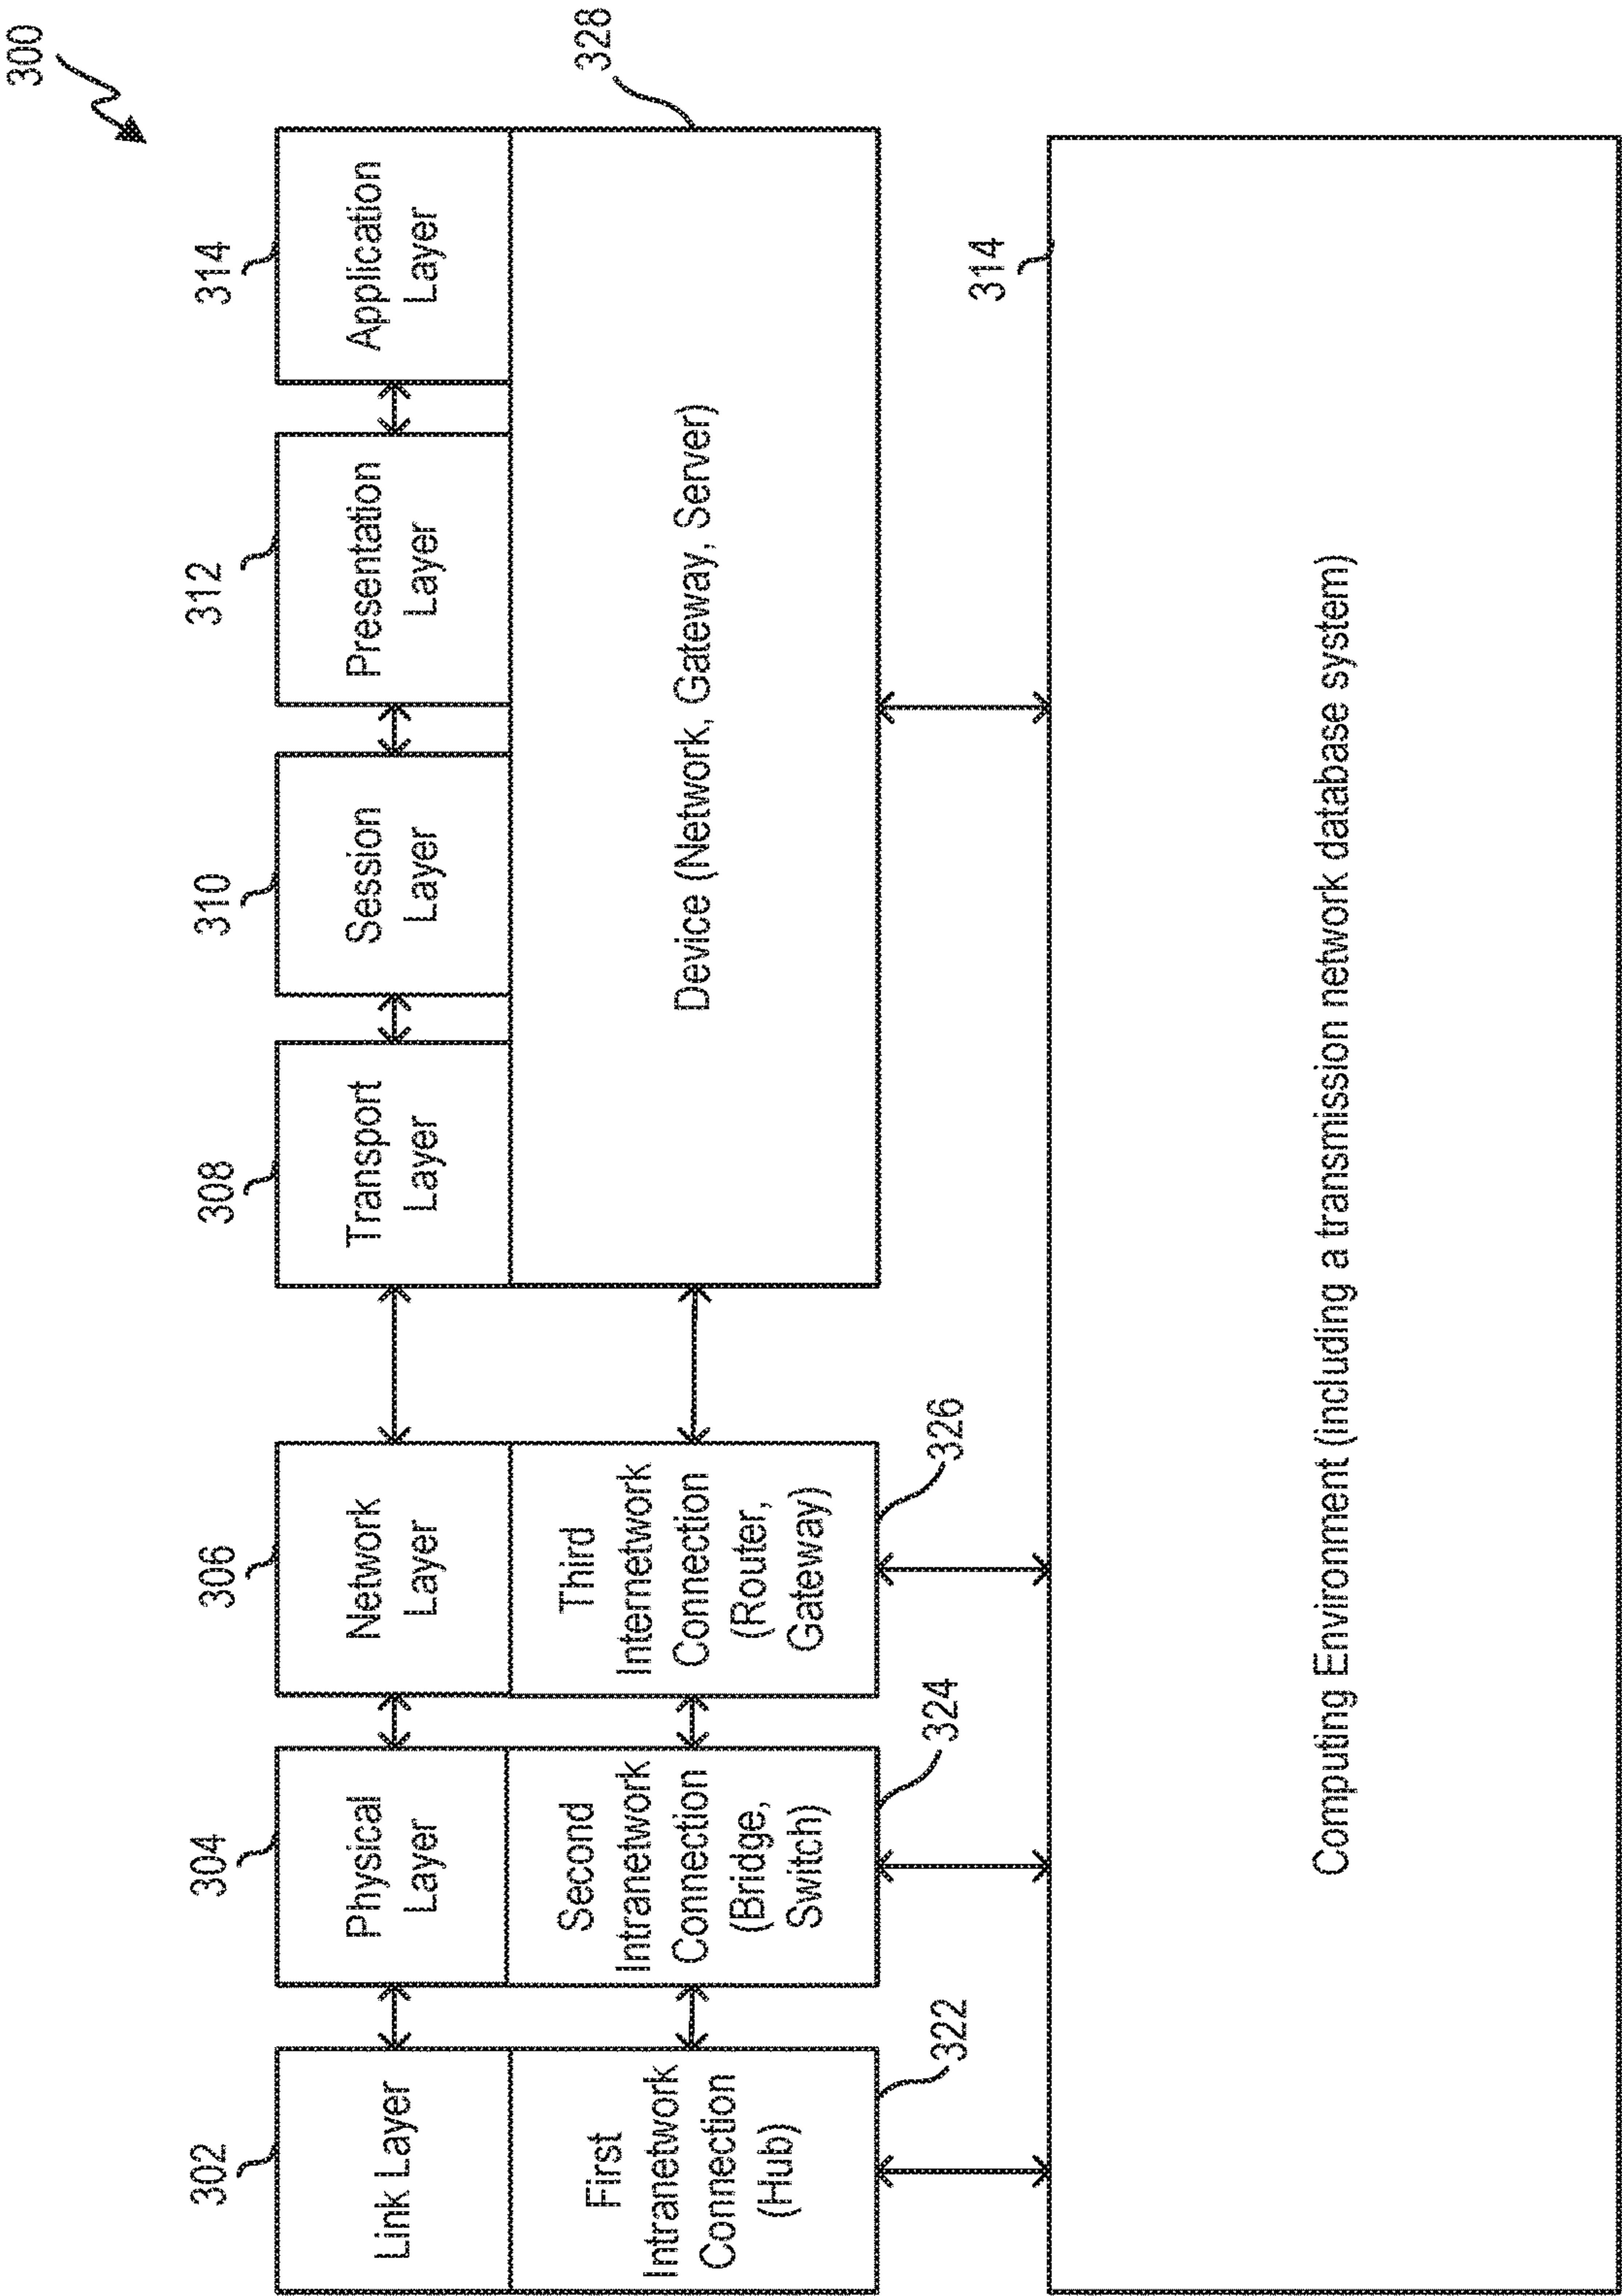 300
302
Link Layer
First
Intranetwork
Connection
(Hub)
322
304
Physical
Layer
Second
Intranetwork
Connection
(Bridge,
Switch)
324
306
Network
Layer
Third
Internetwork
Connection
(Router,
Gateway)
326
308
Transport
Layer
310
Session
Layer
312
Presentation
Layer
314
Application
Layer
Device (Network, Gateway, Server)
328
314
Computing Environment (including a transmission network database system)